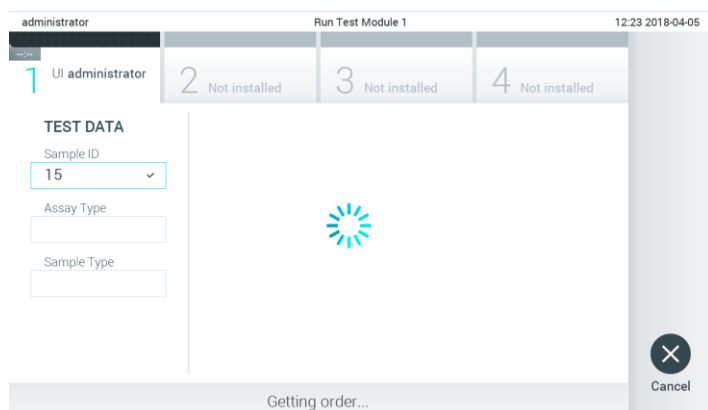 administrator Run Test Module 1 12:23 2018-04-05
--:--
1 UI administrator 2 Not installed 3 Not installed 4 Not installed
TEST DATA
Sample ID
15
Assay Type
Sample Type
Cancel
Getting order...